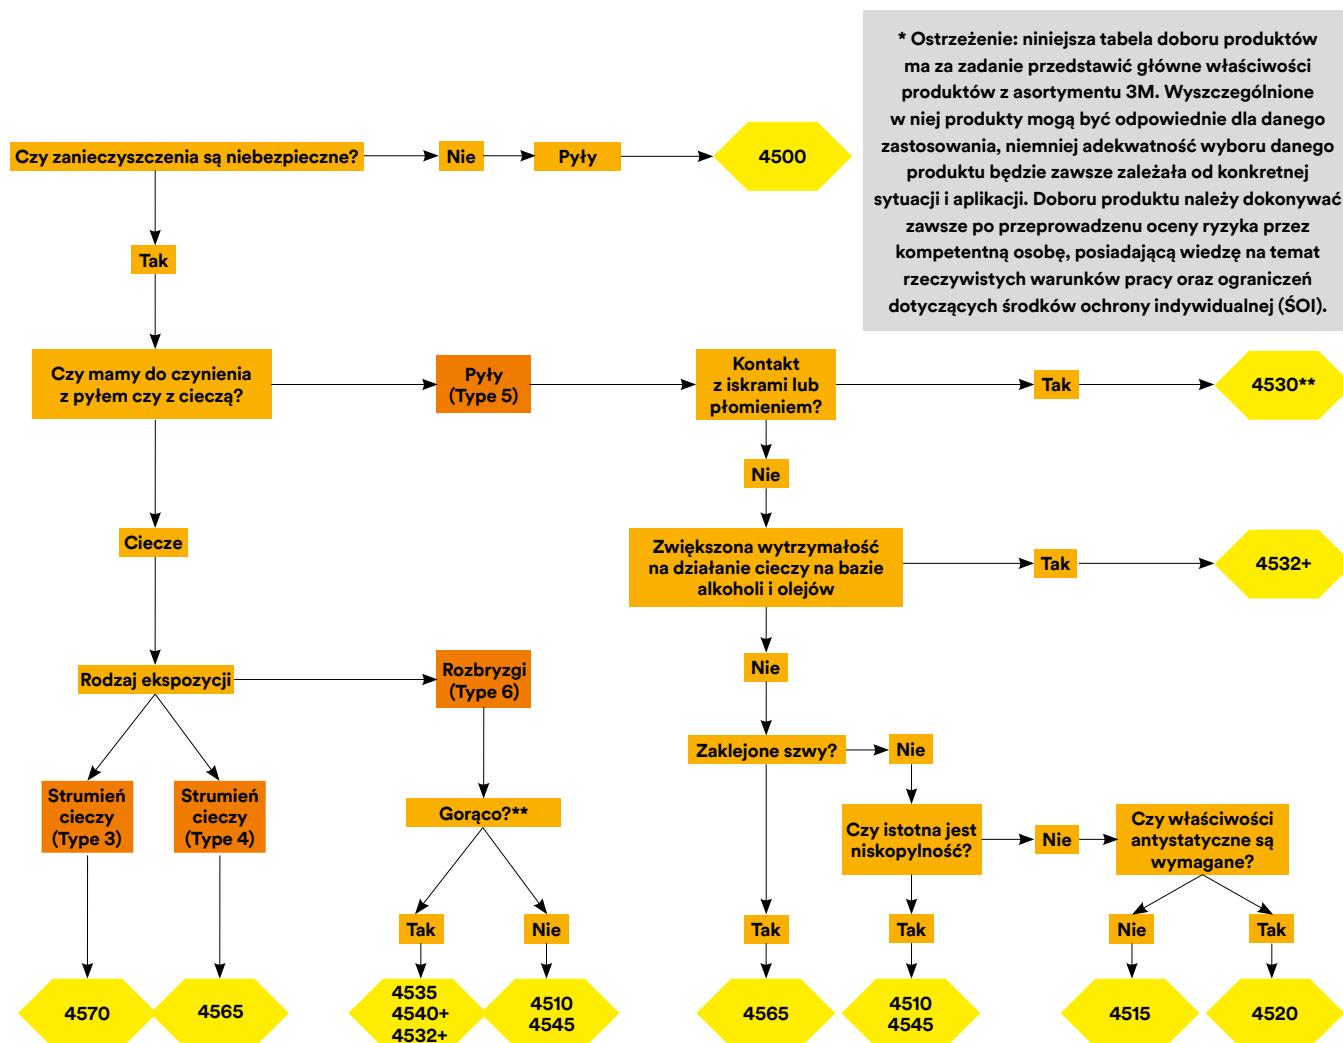 * Ostrzeżenie: niniejsza tabela doboru produktów
ma za zadanie przedstawić główne właściwości
produktów z asortymentu 3M. Wyszczególnione
w niej produkty mogą być odpowiednie dla danego
zastosowania, niemniej adekwatność wyboru danego
produktu będzie zawsze zależała od konkretnej
sytuacji i aplikacji. Doboru produktu należy dokonywać
zawsze po przeprowadzenu oceny ryzyka przez
kompetentną osobę, posiadającą wiedzę na temat
rzeczywistych warunków pracy oraz ograniczeń
dotyczących środków ochrony indywidualnej (ŚOI).
Czy zanieczyszczenia są niebezpieczne?
Nie
Pyły
4500
Tak
Czy mamy do czynienia
z pyłem czy z cieczą?
Pyły
(Type 5)
Kontakt
z iskrami lub
płomieniem?
Tak
4530**
Nie
Ciecze
Zwiększona wytrzymałość
na działanie cieczy na bazie
alkoholi i olejów
Tak
4532+
Nie
Rodzaj ekspozycji
Rozbryzgi
(Type 6)
Zaklejone szwy?
Nie
Strumień
cieczy
(Type 3)
Strumień
cieczy
(Type 4)
Gorąco?**
Czy istotna jest
niskopylność?
Nie
Czy właściwości
antystatyczne są
wymagane?
Tak
Nie
Tak
Tak
Nie
Tak
4570
4565
4535
4540+
4532+
4510
4545
4565
4510
4545
4515
4520